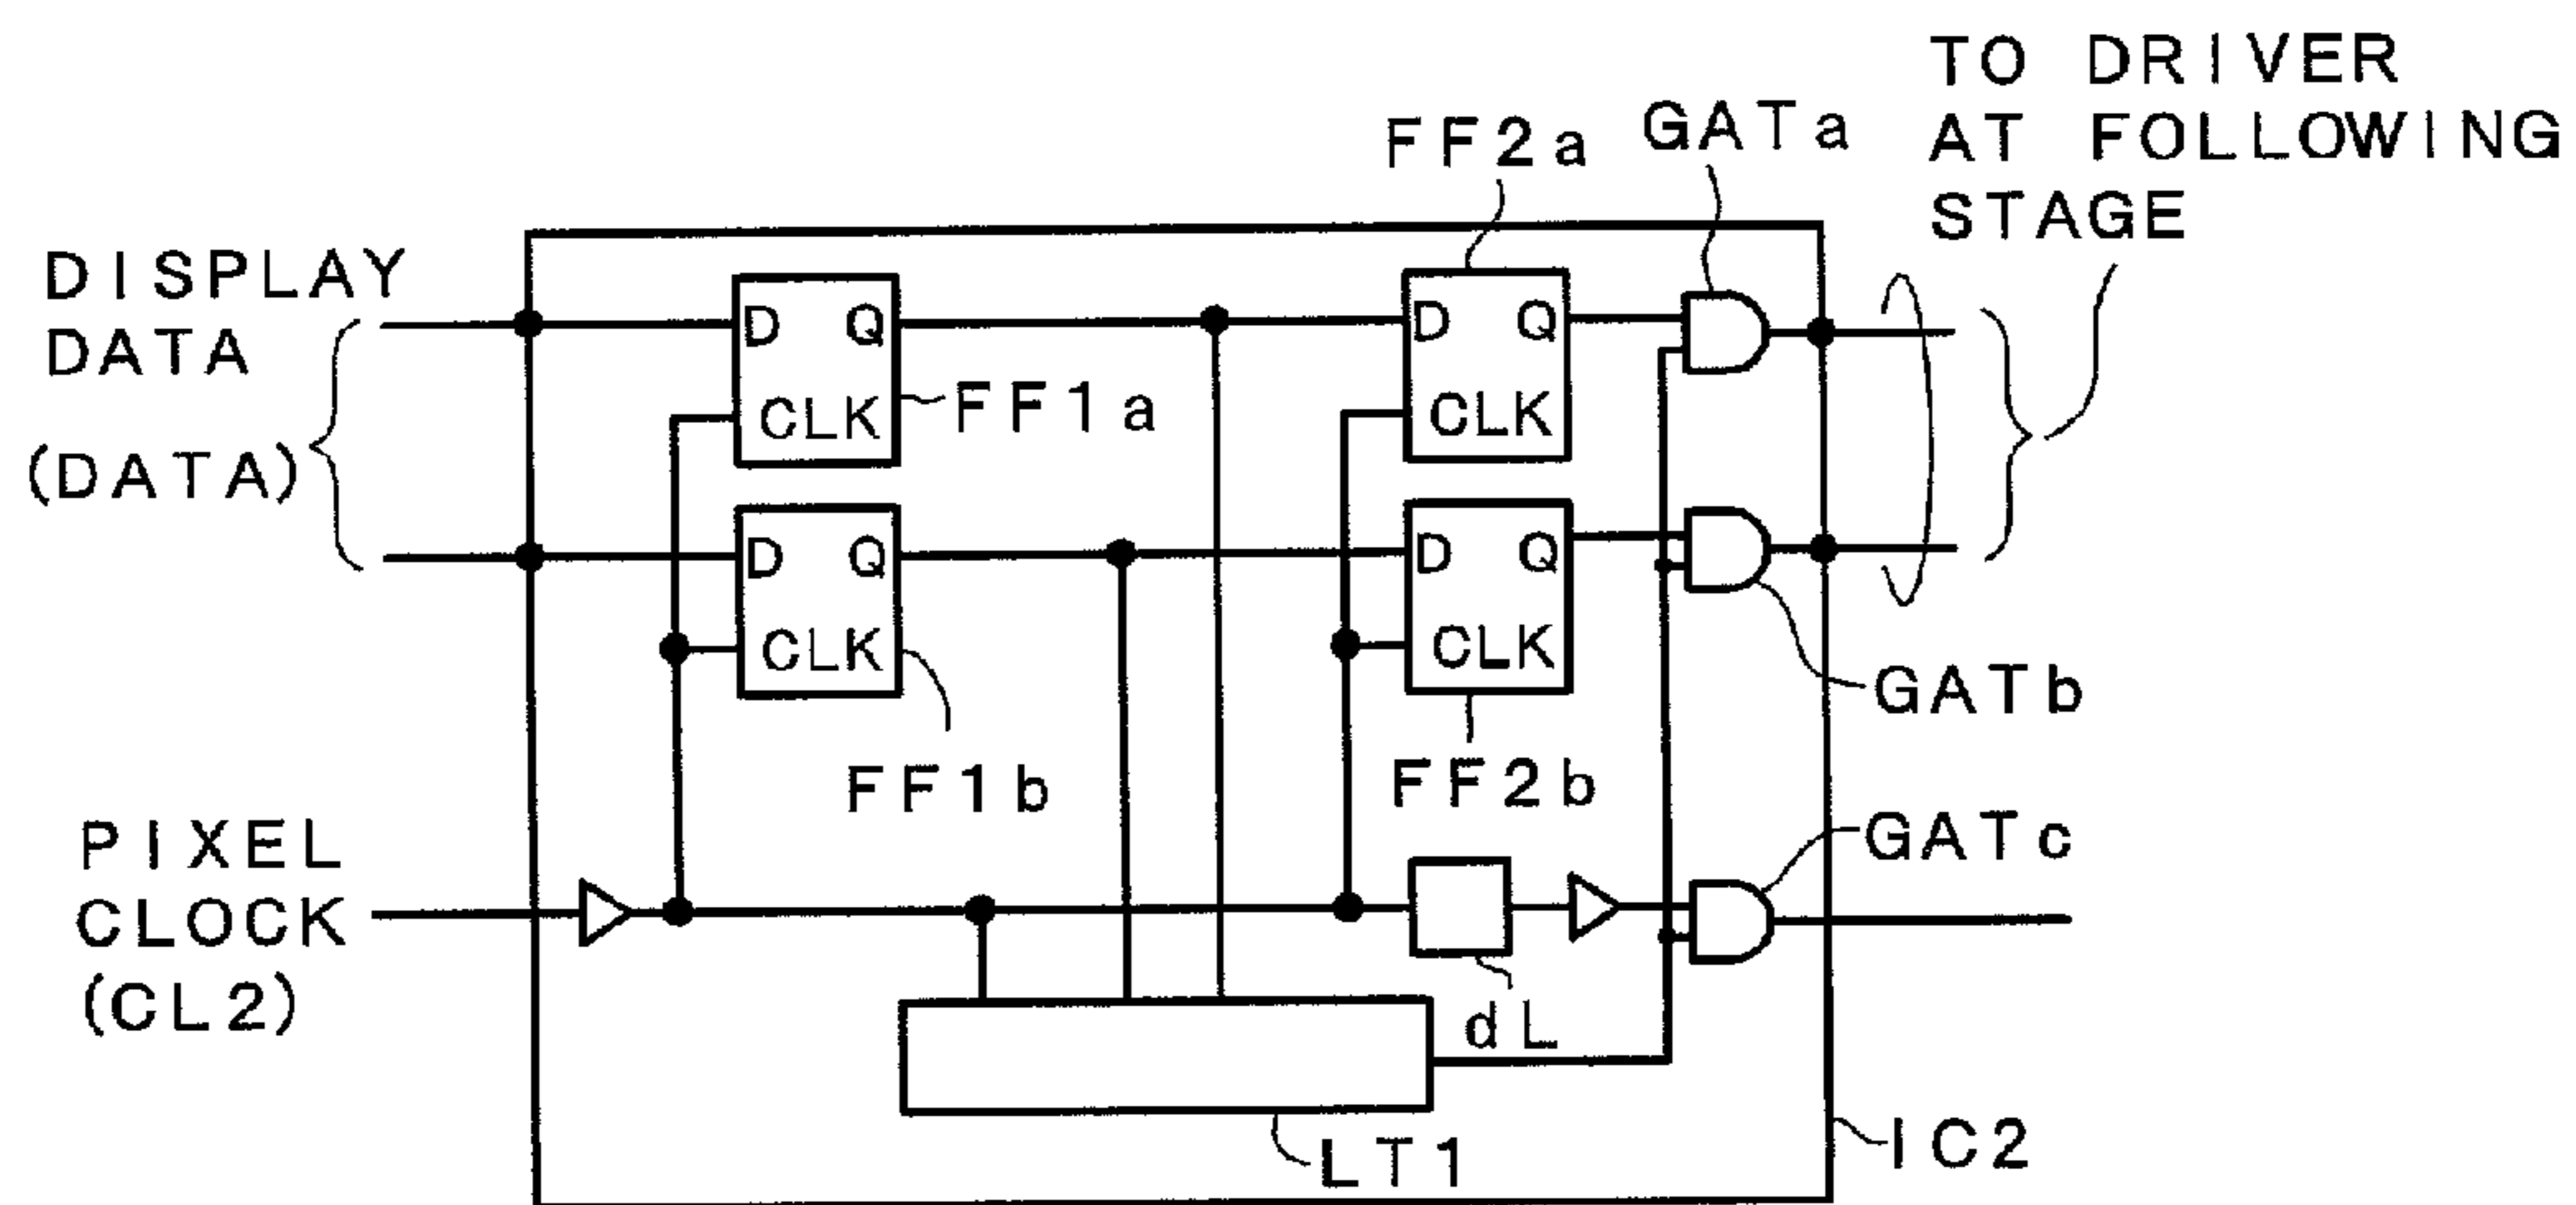 TO DRIVER
AT FOLLOWING
STAGE
FF2a
GATa
DISPLAY
DATA
(DATA)
D Q
CLK
FF1a
D Q
CLK
D Q
CLK
FF1b
D Q
CLK
FF2b
GATb
GATc
PIXEL
CLOCK
(CL2)
dL
LT1
IC2